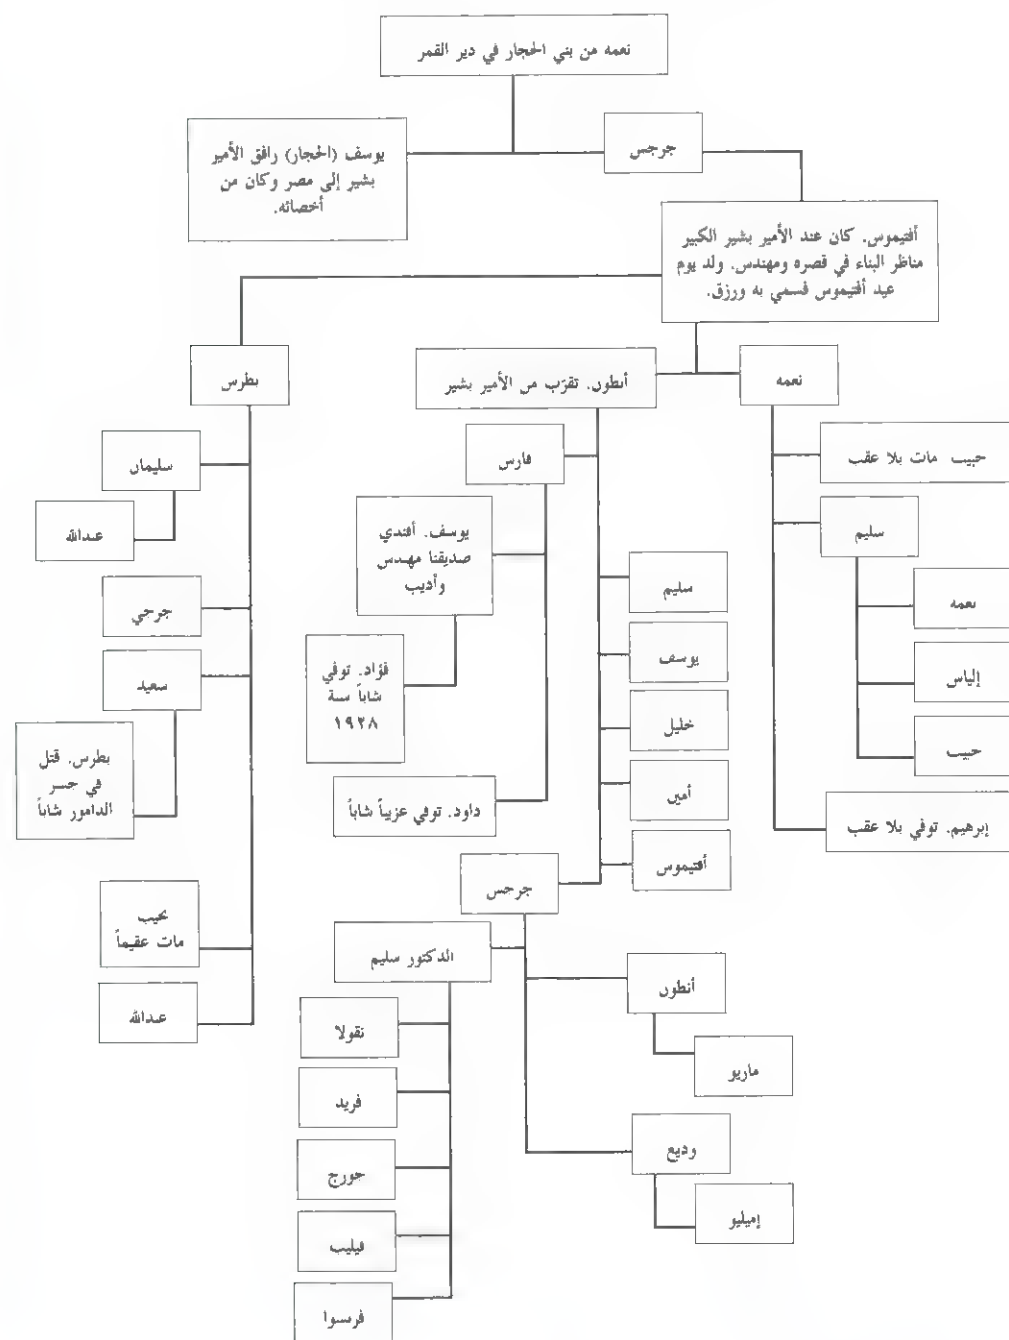 نعمه من بني الحجار في دير القمر
جرجس
يوسف (الحجار) رافق الأمير
بشير إلى مصر وكان من
أخصائه.
أفتيموس. كان عند الأمير بشير الكبير
مناظر البناء في قصره ومهندس. ولد يوم
عيد أفتيموس فسمي به ورزق.
نعمه
أنطون. تقرّب من الأمير بشير
بطرس
حبيب مات بلا عقب
سليم
نعمه
إلياس
حبيب
إبرهيم. توفي بلا عقب
فارس
يوسف. أفندي
صديقنا مهندس
وأديب
فؤاد. توفي
شاباً سنة
١٩٢٨
داود. توفي عزيباً شاباً
سليم
يوسف
خليل
أمين
أفتيموس
جرجس
الدكتور سليم
نقولا
فريد
جورج
فيليب
فرنسوا
أنطون
ماريو
وديع
إميليو
سليمان
عبدالله
جرجي
سعيد
بطرس. قتل
في جسر
الدامور شاباً
نجيب
مات عقيماً
عبدالله